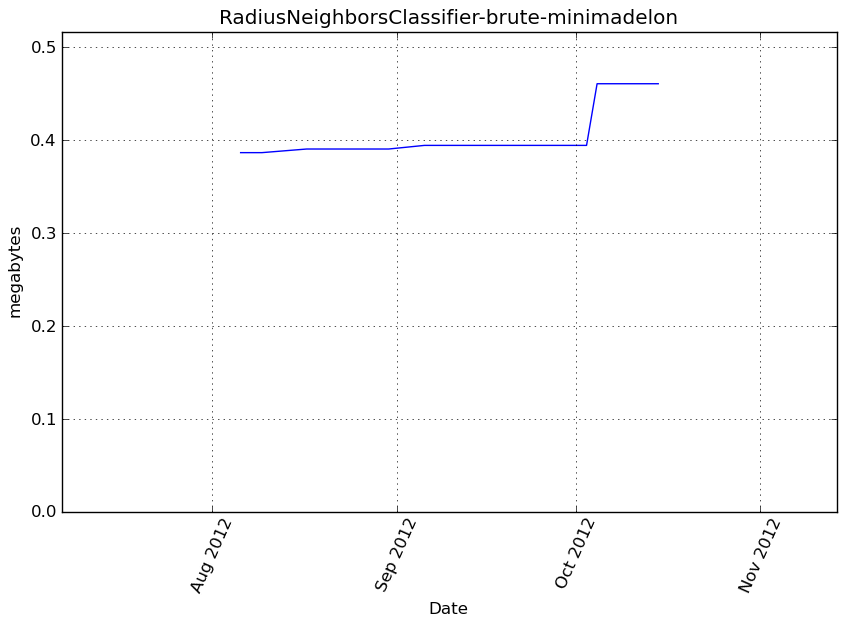 RadiusNeighborsClassifier-brute-minimadelon
0.5
0.4
0.3
0.2
0.1
0.0
megabytes
Aug 2012
Sep 2012
Oct 2012
Nov 2012
Date